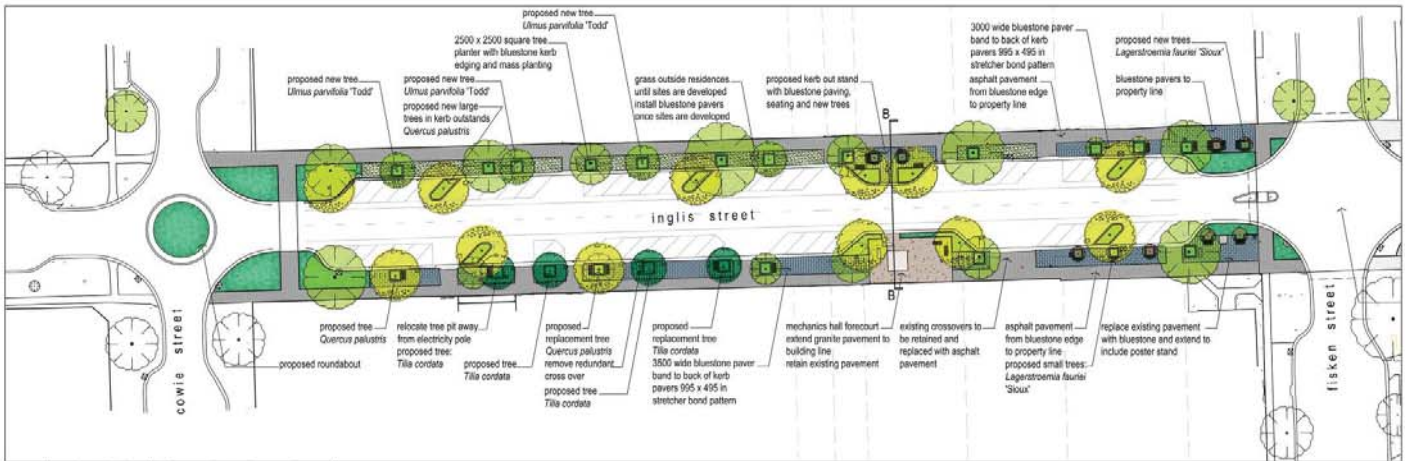 proposed new tree
Ulmus parvifolia 'Todd'
2500 x 2500 square tree
planter with bluestone kerb
edging and mass planting
3000 wide bluestone paver
band to back of kerb
pavers 995 x 495 in
stretcher bond pattern
proposed new trees
Lagerstroemia fauriei 'Sioux'
proposed new tree
Ulmus parvifolia 'Todd'
proposed new tree
Ulmus parvifolia 'Todd'
proposed new large
trees in kerb outstands
Quercus palustris
grass outside residences
until sites are developed
install bluestone pavers
once sites are developed
proposed kerb out stand
with bluestone paving,
seating and new trees
asphalt pavement
from bluestone edge
to property line
bluestone pavers to
property line
B
inglis street
B
proposed tree
Quercus palustris
proposed roundabout
relocate tree pit away
from electricity pole
proposed tree:
Tilia cordata
proposed tree
Tilia cordata
proposed
replacement tree
Quercus palustris
remove redundant
cross over
proposed tree
Tilia cordata
proposed
replacement tree
Tilia cordata
3500 wide bluestone paver
band to back of kerb
pavers 995 x 495 in
stretcher bond pattern
mechanics hall forecourt
extend granite pavement to
building line
retain existing pavement
existing crossovers to
be retained and
replaced with asphalt
pavement
asphalt pavement
from bluestone edge
to property line
proposed small trees:
Lagerstroemia fauriei
'Sioux'
replace existing pavement
with bluestone and extend to
include poster stand
cowie street
fisken street